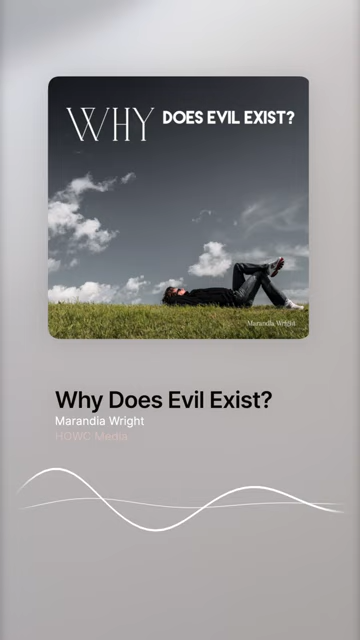 WHY DOES EVIL EXIST?
Marandia Wright
Why Does Evil Exist?
Marandia Wright
HOWC Media